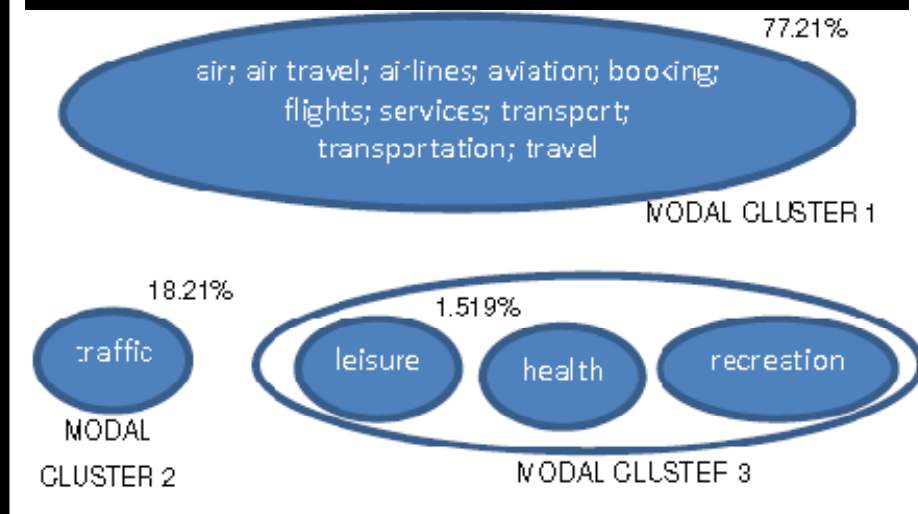 77.21%
air; air travel; airlines; aviation; booking;
flights; services; transport;
transportation; travel
MODAL CLUSTER 1
18.21%
1.519%
traffic
leisure
health
recreation
MODAL
CLUSTER 2
MODAL CLUSTER 3